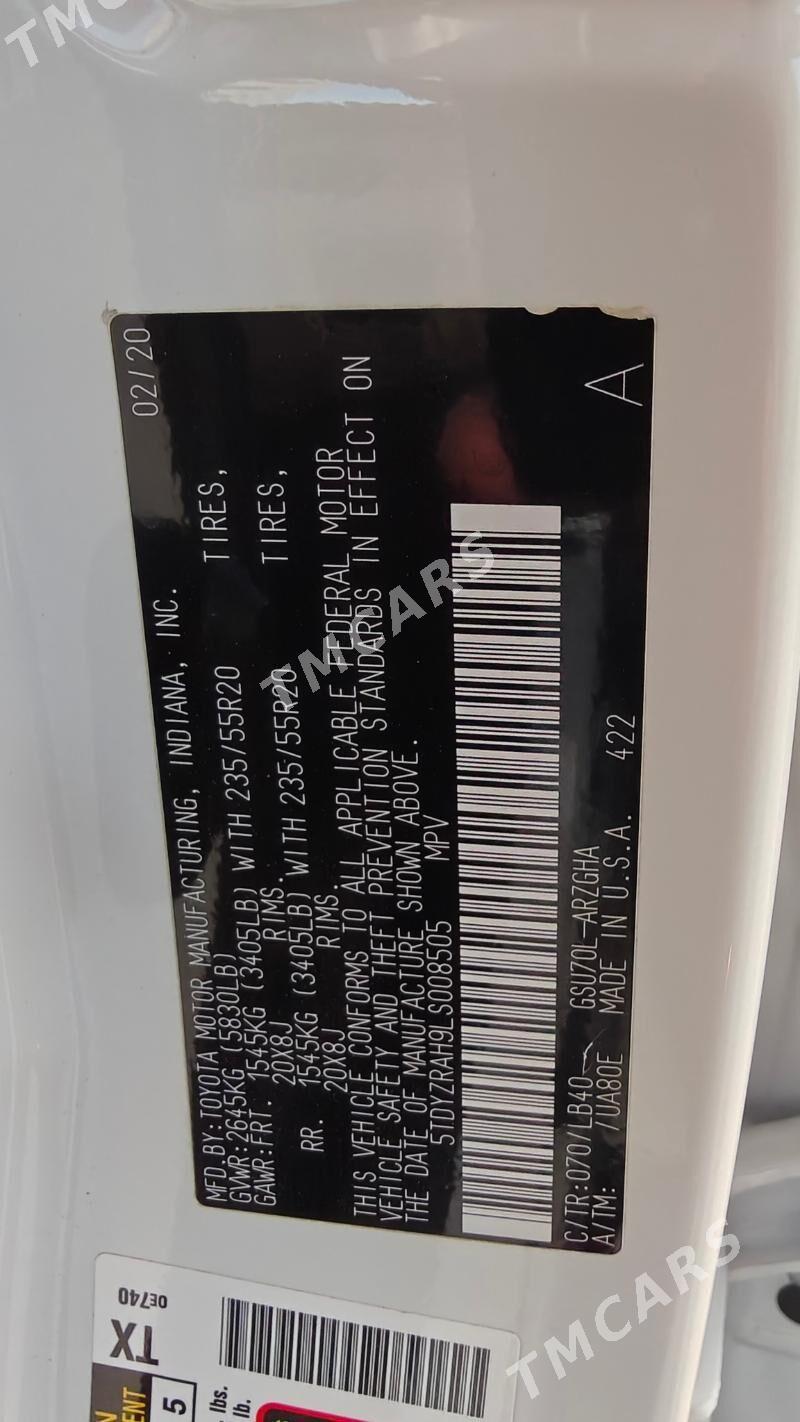 02/20
MFD.BY:TOYOTA MOTOR MANUFACTURING, INDIANA, INC.
GVWR:2645KG (5830LB)
GAWR:FRT. 1545KG (3405LB) WITH 235/55R20 TIRES,
20X8J RIMS.
RR. 1545KG (3405LB) WITH 235/55R20 TIRES,
20X8J RIMS.
THIS VEHICLE CONFORMS TO ALL APPLICABLE FEDERAL MOTOR
VEHICLE SAFETY AND THEFT PREVENTION STANDARDS IN EFFECT ON
THE DATE OF MANUFACTURE SHOWN ABOVE.
5TDYZRAH9LS008505 MPV
C/TR:070/LB40 GSU70L-ARZGHA
A/TM: /UA80E MADE IN U.S.A. 422
A
TX
0E740
5
lbs.
lb.
TMCARS
TMCARS
TMCARS